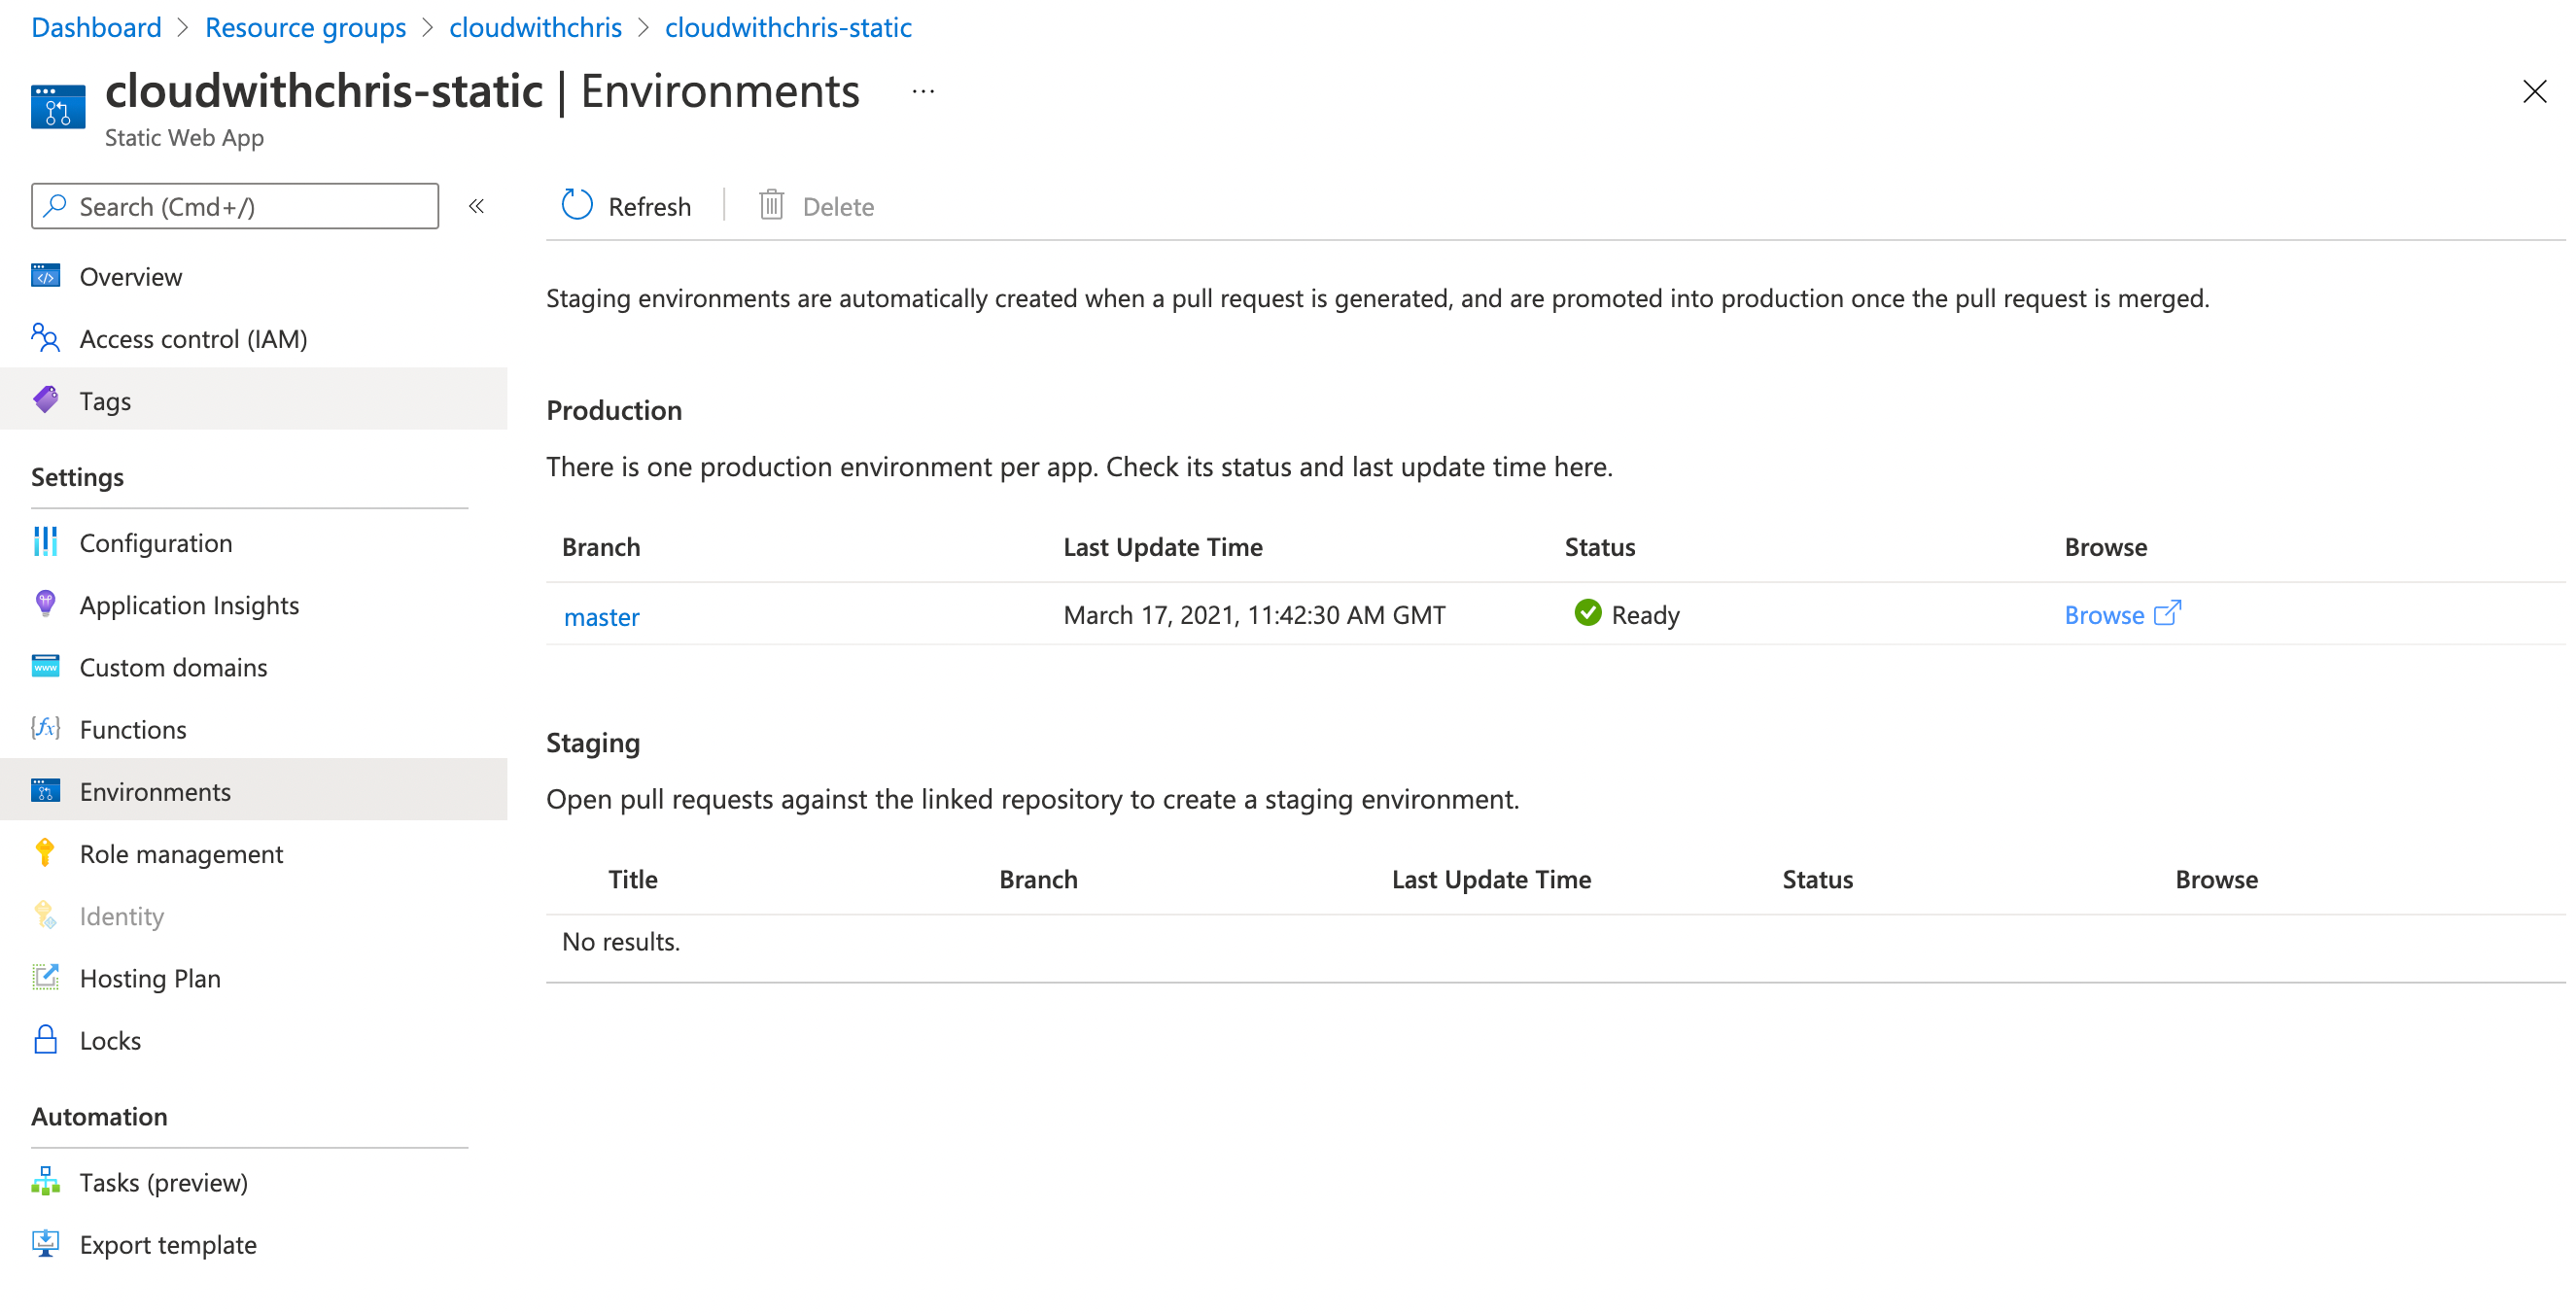 Dashboard > Resource groups > cloudwithchris > cloudwithchris-static
cloudwithchris-static | Environments ...
Static Web App
Search (Cmd+/)
«
Refresh
Delete
Overview
Access control (IAM)
Tags
Settings
Configuration
Application Insights
Custom domains
Functions
Environments
Role management
Identity
Hosting Plan
Locks
Automation
Tasks (preview)
Export template
Staging environments are automatically created when a pull request is generated, and are promoted into production once the pull request is merged.
Production
There is one production environment per app. Check its status and last update time here.
Branch Last Update Time Status Browse
master March 17, 2021, 11:42:30 AM GMT Ready Browse
Staging
Open pull requests against the linked repository to create a staging environment.
Title Branch Last Update Time Status Browse
No results.